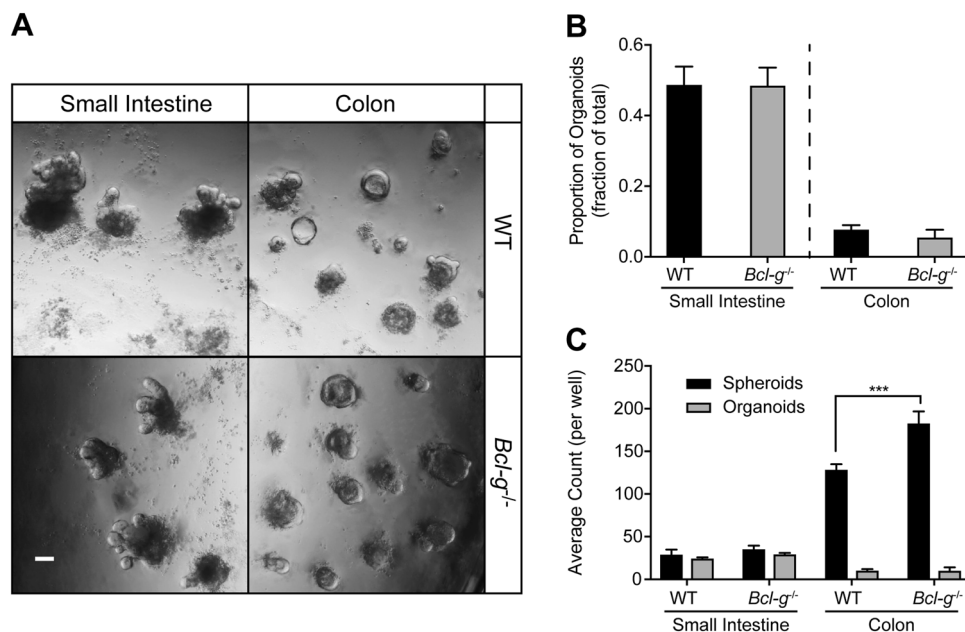 A
Small Intestine
Colon
WT
Bcl-g-/-
B
Proportion of Organoids
(fraction of total)
0.6
0.4
0.2
0.0
WT
Bcl-g-/-
WT
Bcl-g-/-
Small Intestine
Colon
C
Average Count (per well)
250
200
150
100
50
0
Spheroids
Organoids
***
WT
Bcl-g-/-
WT
Bcl-g-/-
Small Intestine
Colon